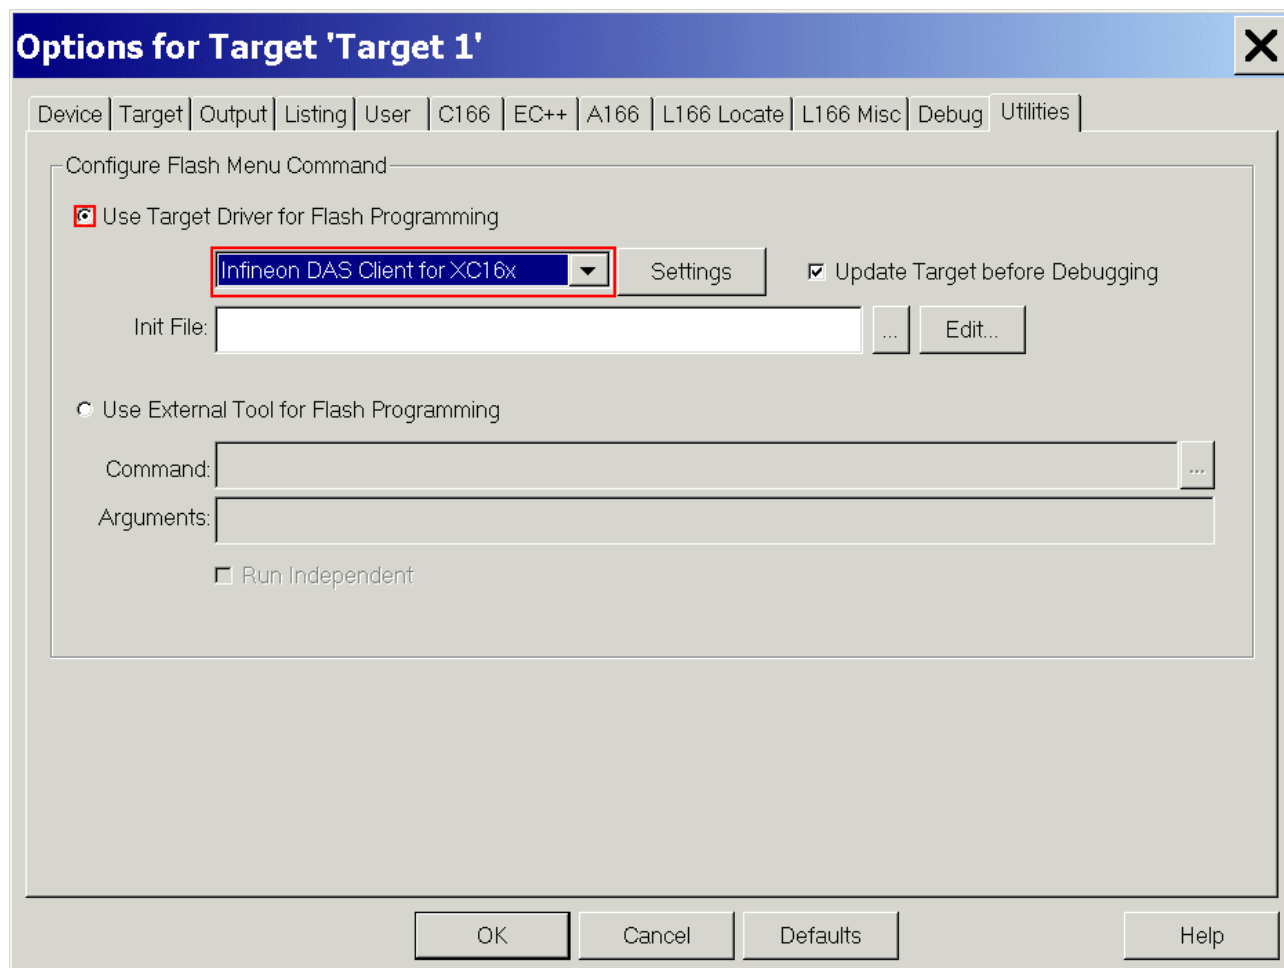 Options for Target 'Target 1'
Device Target Output Listing User C166 EC++ A166 L166 Locate L166 Misc Debug Utilities
Configure Flash Menu Command
Use Target Driver for Flash Programming
Infineon DAS Client for XC16x Settings Update Target before Debugging
Init File: ... Edit...
Use External Tool for Flash Programming
Command: ...
Arguments:
Run Independent
OK Cancel Defaults Help